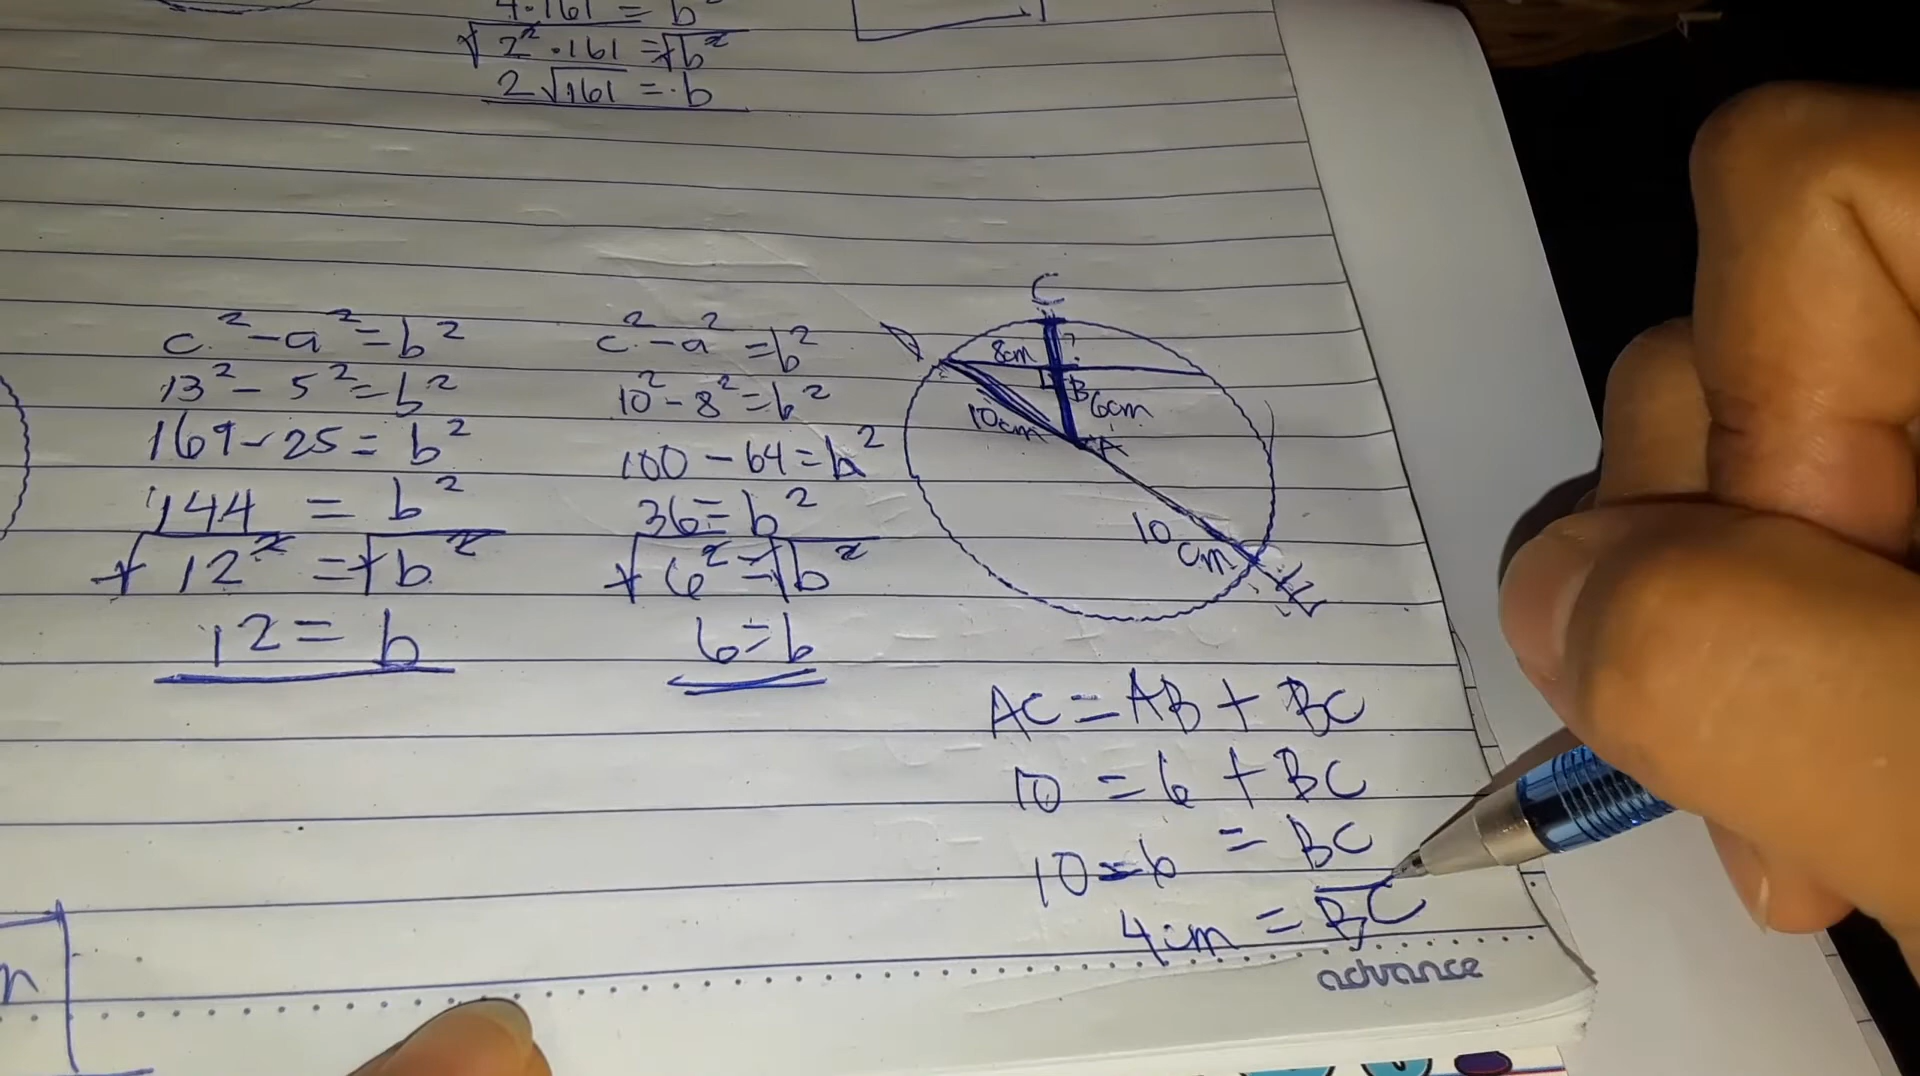 4·161 = b²
√2²·161 = √b²
2√161 = b
c² - a² = b²
13² - 5² = b²
169 - 25 = b²
144 = b²
√12² = √b²
12 = b
c² - a² = b²
10² - 8² = b²
100 - 64 = b²
36 = b²
√6² = √b²
6 = b
C
8cm ?
B
6cm
10cm
A
10
cm
AC = AB + BC
10 = 6 + BC
10 - 6 = BC
4cm = BC
advance